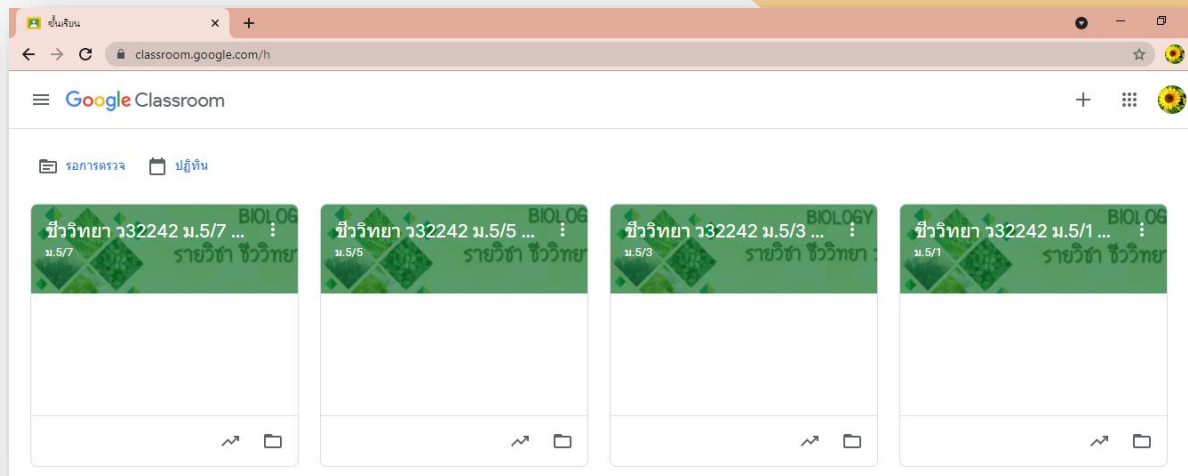 ชั้นเรียน
classroom.google.com/h
Google Classroom
รอการตรวจ ปฏิทิน
BIOLOG
ชีววิทยา ว32242 ม.5/7 ...
ม.5/7
รายวิชา ชีววิทย
BIOLOG
ชีววิทยา ว32242 ม.5/5 ...
ม.5/5
รายวิชา ชีววิทย
BIOLOGY
ชีววิทยา ว32242 ม.5/3 ...
ม.5/3
รายวิชา ชีววิทยา
BIOLOG
ชีววิทยา ว32242 ม.5/1 ...
ม.5/1
รายวิชา ชีววิทย